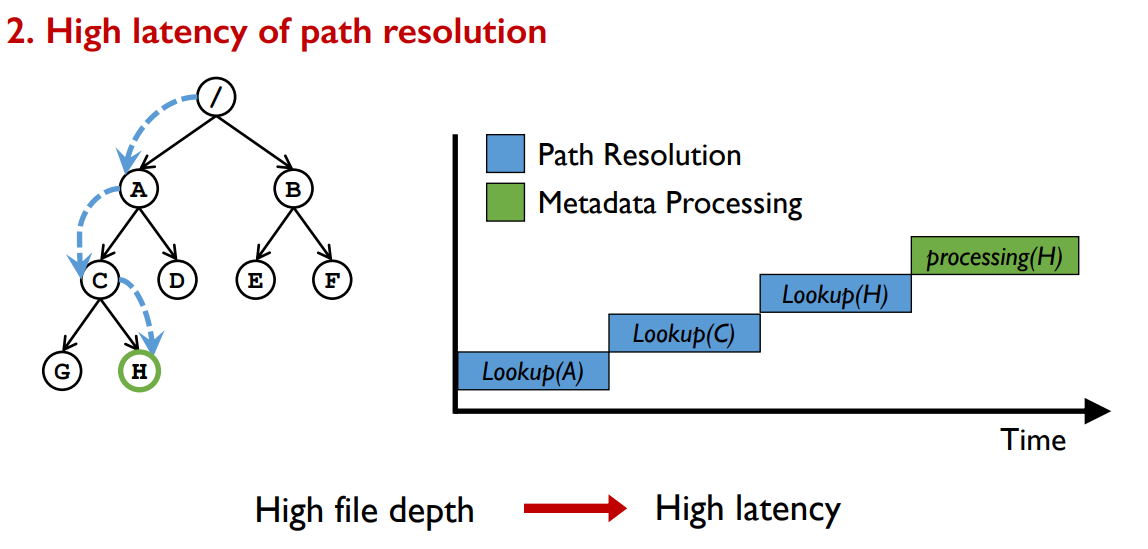 2. High latency of path resolution
/
A
B
C
D
E
F
G
H
Path Resolution
Metadata Processing
processing(H)
Lookup(H)
Lookup(C)
Lookup(A)
Time
High file depth
High latency